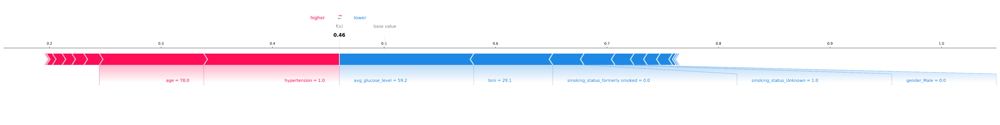 higher → ← lower
f(x) base value
0.46
0.2 0.3 0.4 0.5 0.6 0.7 0.8 0.9 1.0
age = 78.0 hypertension = 1.0 avg_glucose_level = 59.2 bmi = 29.1 smoking_status_formerly smoked = 0.0 smoking_status_Unknown = 1.0 gender_Male = 0.0